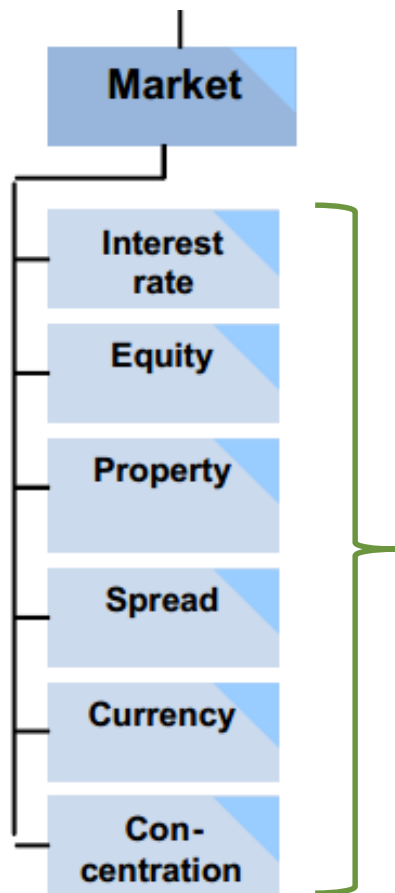 Market
Interest
rate
Equity
Property
Spread
Currency
Con-
centration